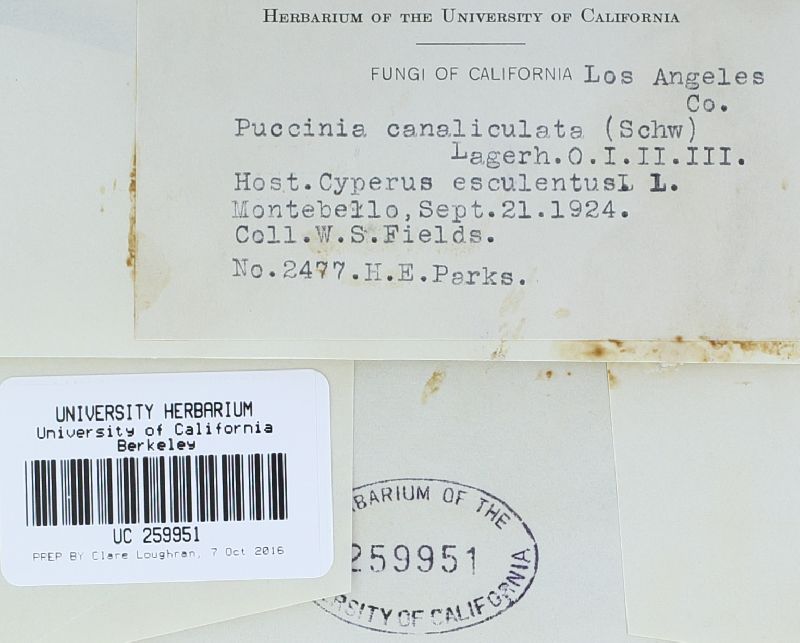 HERBARIUM OF THE UNIVERSITY OF CALIFORNIA
FUNGI OF CALIFORNIA Los Angeles
Co.
Puccinia canaliculata (Schw)
Lagerh.O.I.II.III.
Host.Cyperus esculentusL L.
Montebello,Sept.21.1924.
Coll.W.S.Fields.
No.2477.H.E.Parks.
UNIVERSITY HERBARIUM
University of California
Berkeley
UC 259951
PREP BY Clare Loughran, 7 Oct 2016
BARIUM OF THE
259951
RSITY OF CALIFORNIA